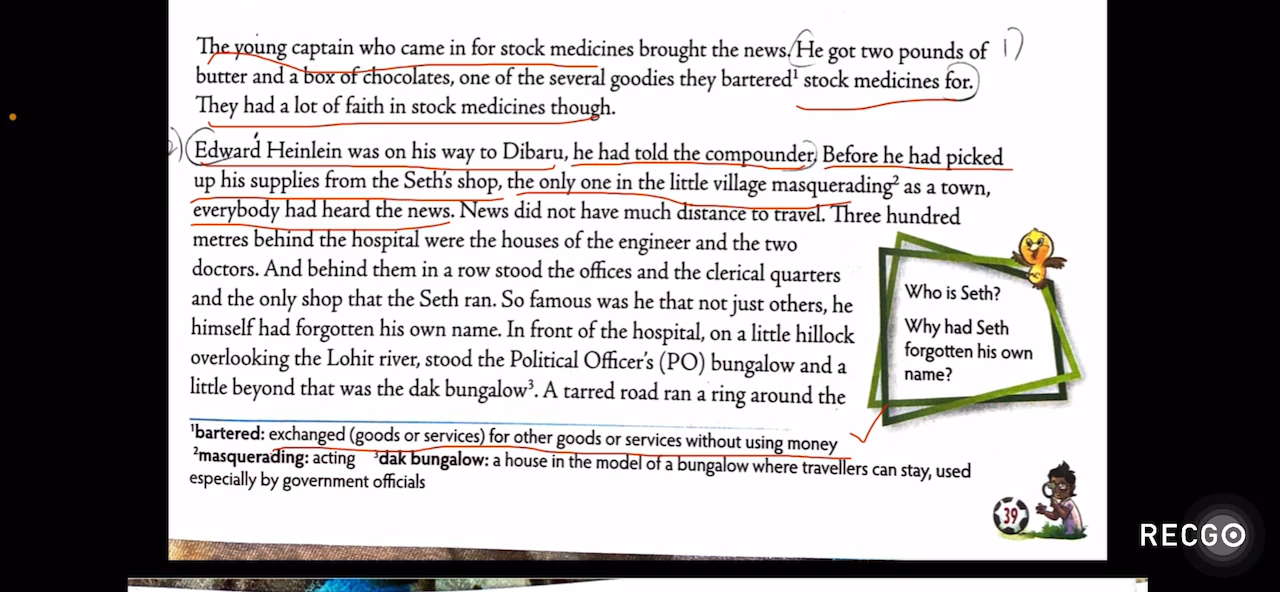 The young captain who came in for stock medicines brought the news. He got two pounds of
1)
butter and a box of chocolates, one of the several goodies they bartered¹ stock medicines for.
They had a lot of faith in stock medicines though.
Edward Heinlein was on his way to Dibaru, he had told the compounder. Before he had picked
up his supplies from the Seth's shop, the only one in the little village masquerading² as a town,
everybody had heard the news. News did not have much distance to travel. Three hundred
metres behind the hospital were the houses of the engineer and the two
doctors. And behind them in a row stood the offices and the clerical quarters
and the only shop that the Seth ran. So famous was he that not just others, he
himself had forgotten his own name. In front of the hospital, on a little hillock
overlooking the Lohit river, stood the Political Officer's (PO) bungalow and a
little beyond that was the dak bungalow³. A tarred road ran a ring around the
Who is Seth?
Why had Seth
forgotten his own
name?
¹bartered: exchanged (goods or services) for other goods or services without using money
²masquerading: acting ³dak bungalow: a house in the model of a bungalow where travellers can stay, used
especially by government officials
39
RECGO